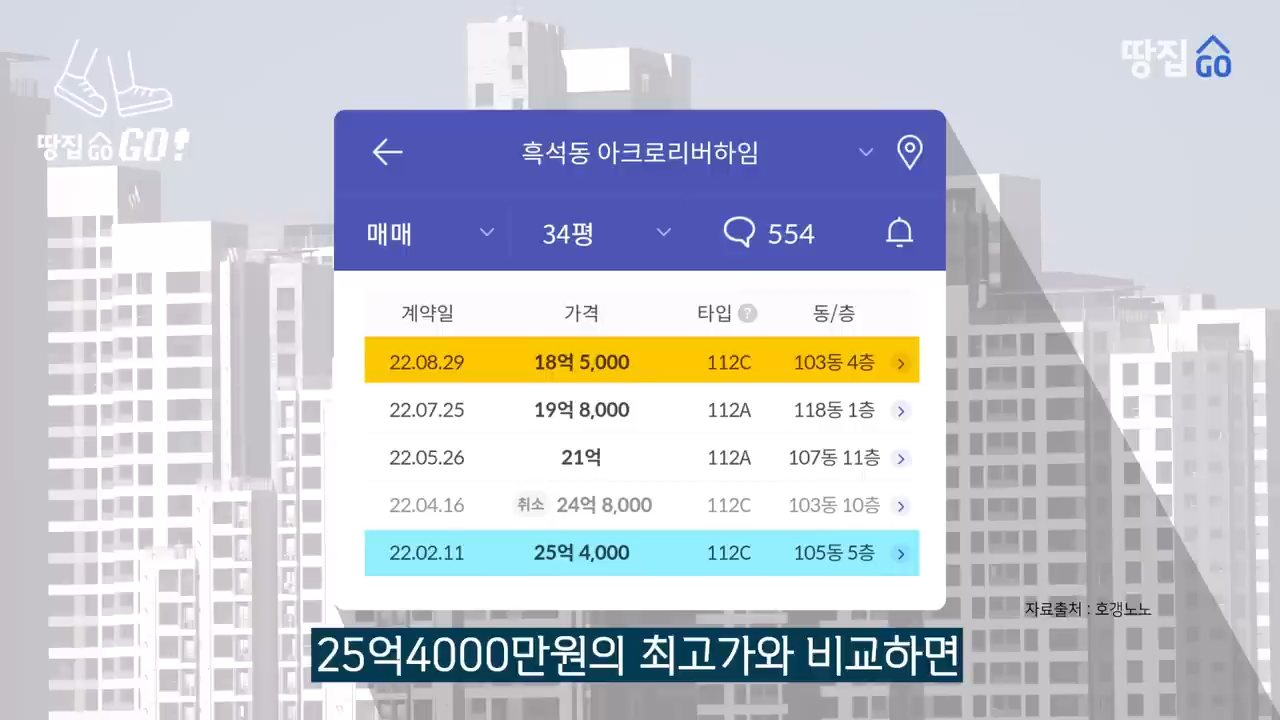 땅집GO
땅집GO GO!
흑석동 아크로리버하임
매매 34평 554
계약일 가격 타입 ? 동/층
22.08.29 18억 5,000 112C 103동 4층
22.07.25 19억 8,000 112A 118동 1층
22.05.26 21억 112A 107동 11층
22.04.16 취소 24억 8,000 112C 103동 10층
22.02.11 25억 4,000 112C 105동 5층
자료출처 : 호갱노노
25억4000만원의 최고가와 비교하면